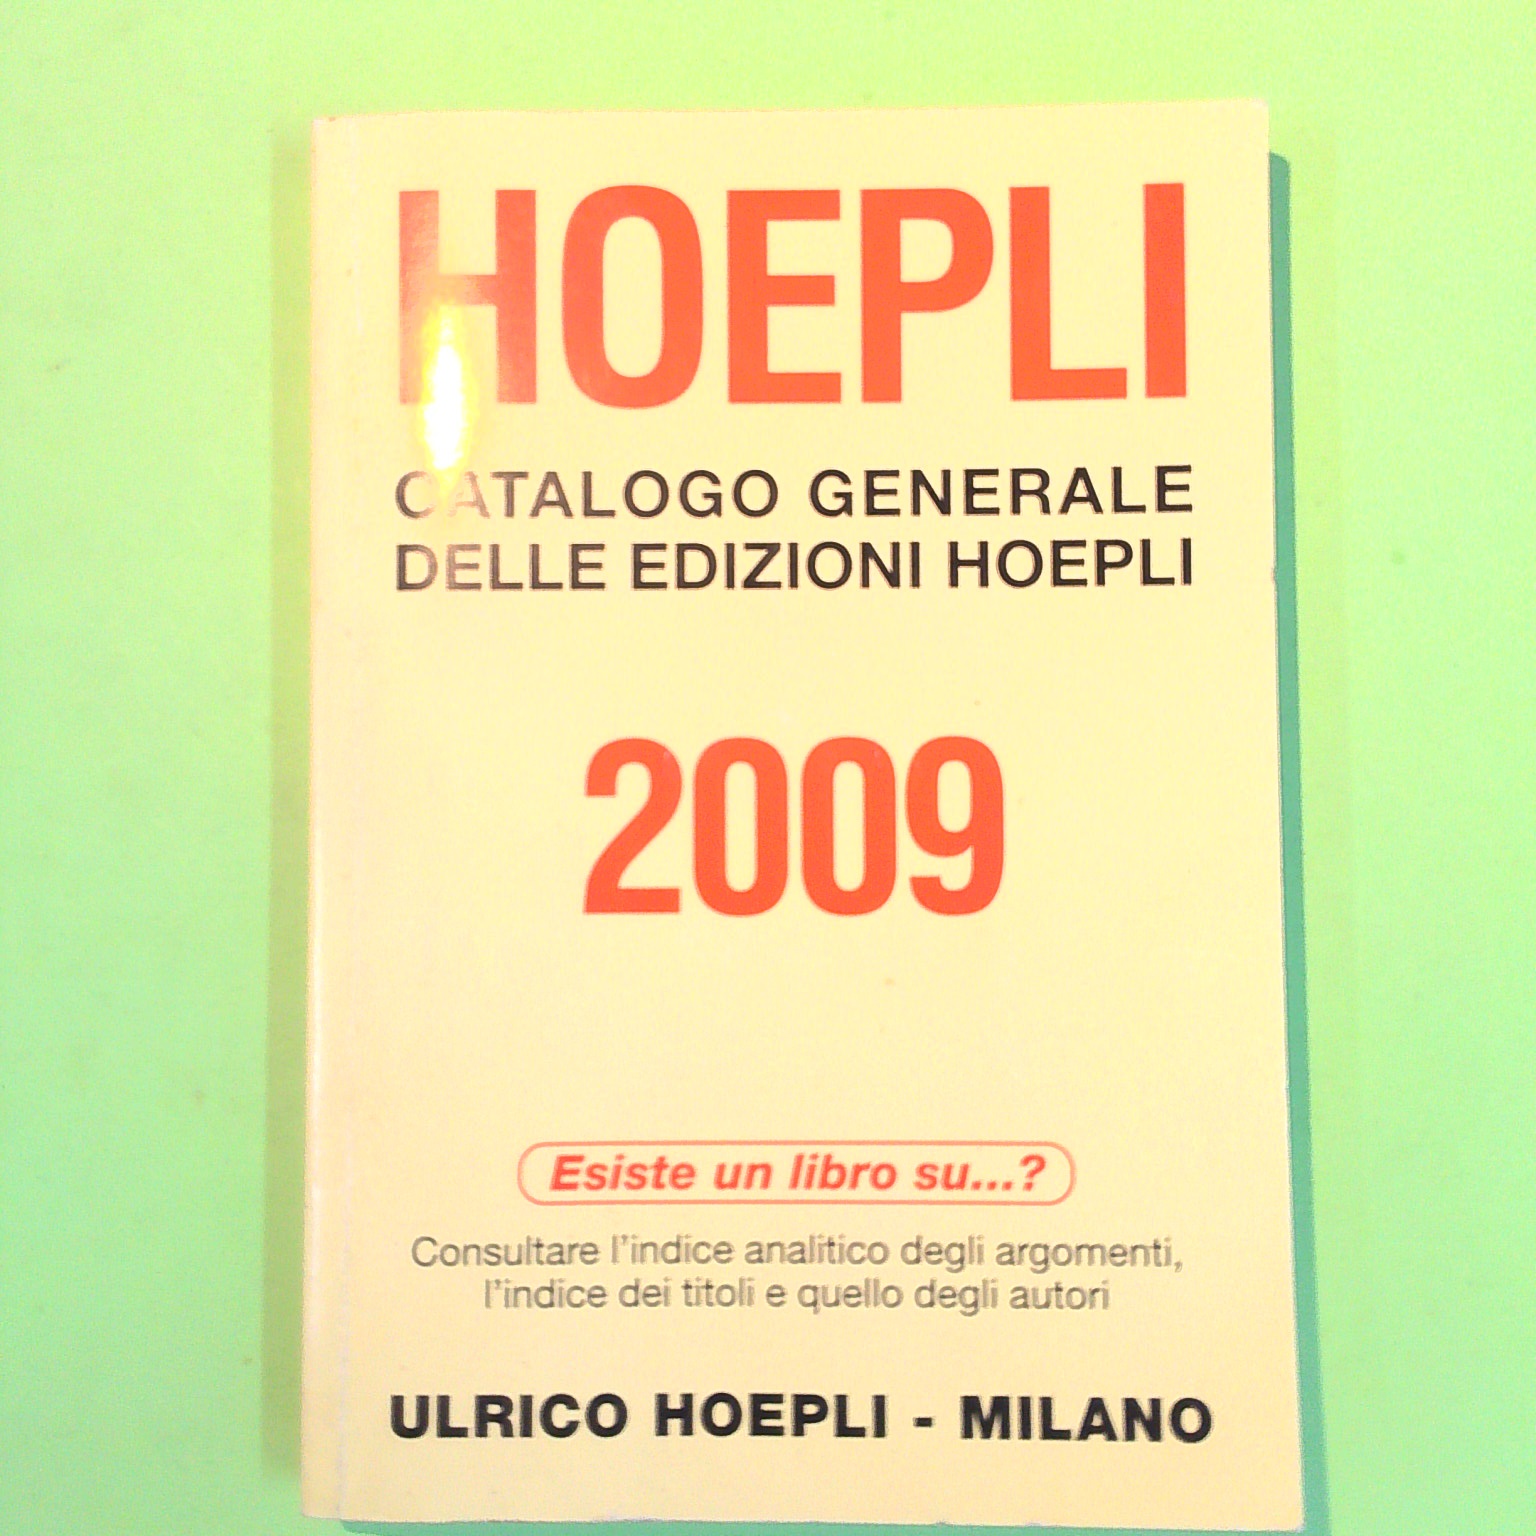 HOEPLI
CATALOGO GENERALE
DELLE EDIZIONI HOEPLI
2009
Esiste un libro su...?
Consultare l'indice analitico degli argomenti,
l'indice dei titoli e quello degli autori
ULRICO HOEPLI - MILANO